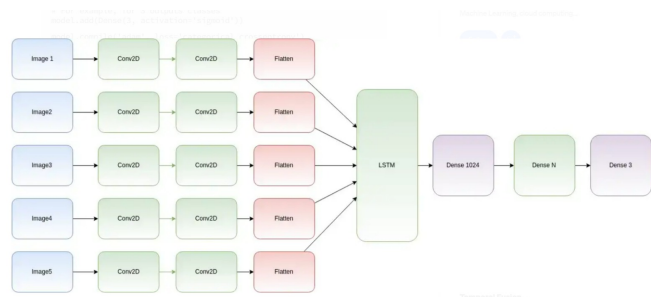 Image 1
Conv2D
Conv2D
Flatten
Image2
Conv2D
Conv2D
Flatten
Image3
Conv2D
Conv2D
Flatten
LSTM
Dense 1024
Dense N
Dense 3
Image4
Conv2D
Conv2D
Flatten
Image5
Conv2D
Conv2D
Flatten